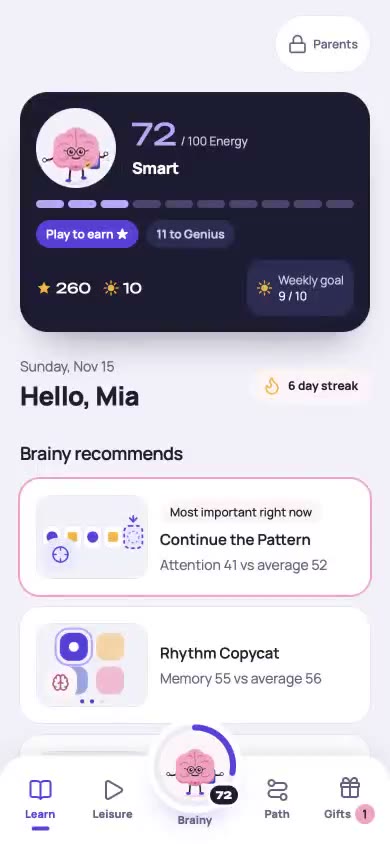 Parents
72 / 100 Energy
Smart
Play to earn
11 to Genius
260
10
Weekly goal
9 / 10
Sunday, Nov 15
Hello, Mia
6 day streak
Brainy recommends
Most important right now
Continue the Pattern
Attention 41 vs average 52
Rhythm Copycat
Memory 55 vs average 56
72
Learn
Leisure
Brainy
Path
Gifts
1